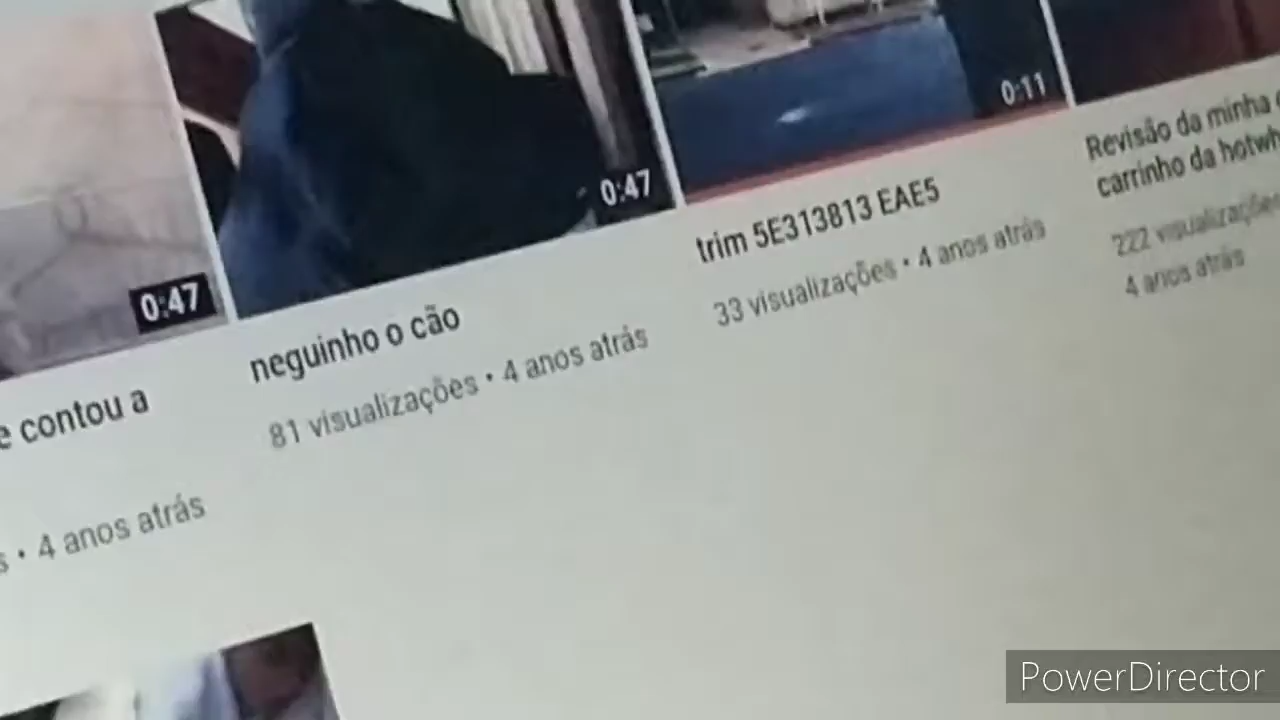 0:47
e contou a
• 4 anos atrás
0:47
neguinho o cão
81 visualizações • 4 anos atrás
0:11
trim 5E313813 EAE5
33 visualizações • 4 anos atrás
Revisão da minha
carrinho da hotwh
222 visualizações
4 anos atrás
PowerDirector